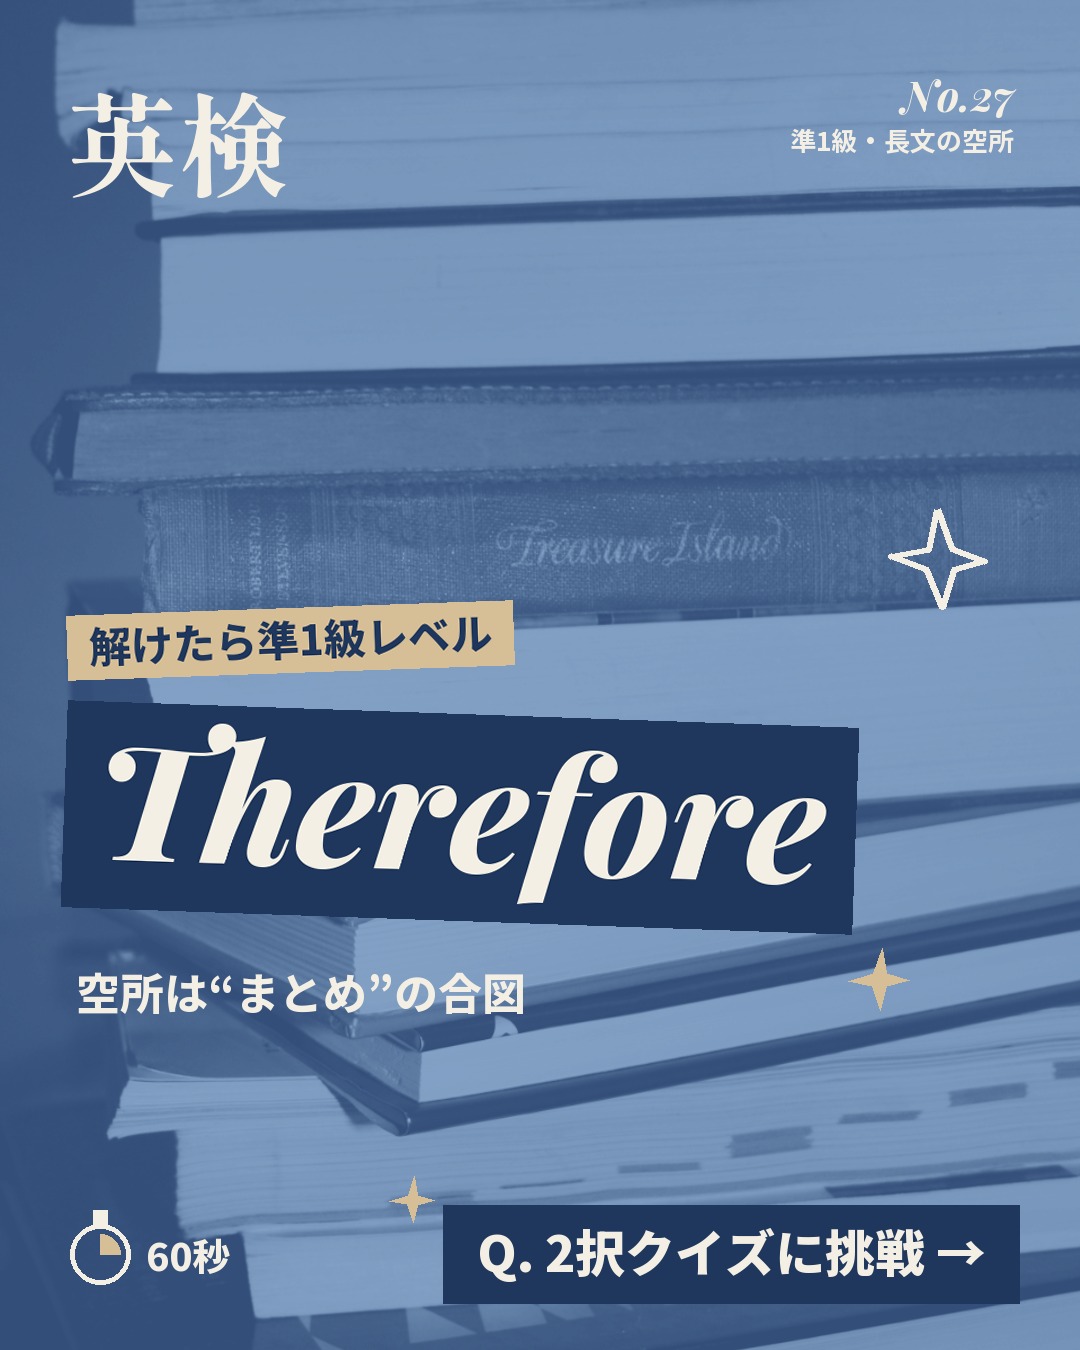 英検
No.27
準1級・長文の空所
Treasure Island
解けたら準1級レベル
Therefore
空所は“まとめ”の合図
60秒
Q. 2択クイズに挑戦 →